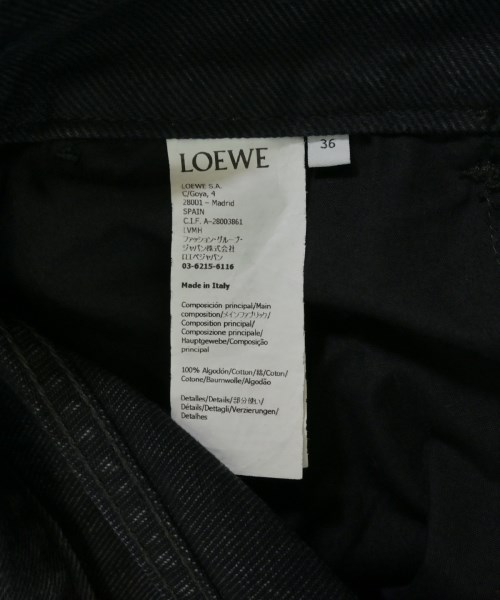 36
LOEWE
LOEWE S.A.
C/Goya, 4
28001 - Madrid
SPAIN
C.I.F. A-28003861
LVMH
ファッション・グループ・
ジャパン株式会社
ロエベジャパン
03-6215-6116
Made in Italy
Composición principal/Main
composition/メインファブリック/
Composition principal/
Composizione principale/
Hauptgewebe/Composição
principal
100% Algodón/Cotton/綿/Coton/
Cotone/Baumwolle/Algodão
Detalles/Details/部分使い/
Détails/Dettagli/Verzierungen/
Detalhes